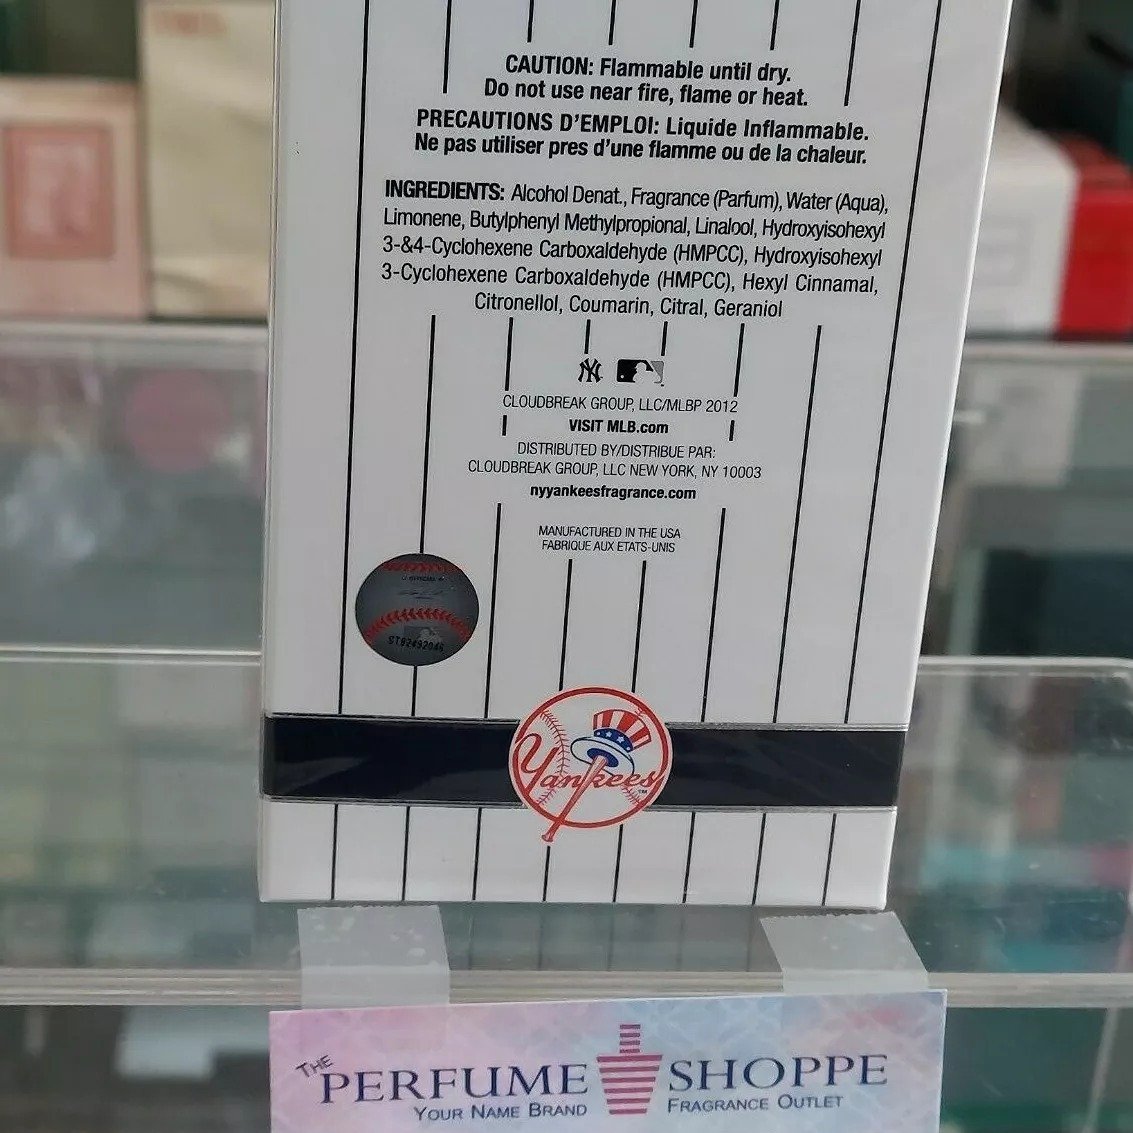 CAUTION: Flammable until dry.
Do not use near fire, flame or heat.
PRECAUTIONS D'EMPLOI: Liquide Inflammable.
Ne pas utiliser pres d'une flamme ou de la chaleur.
INGREDIENTS: Alcohol Denat., Fragrance (Parfum), Water (Aqua),
Limonene, Butylphenyl Methylpropional, Linalool, Hydroxyisohexyl
3-&4-Cyclohexene Carboxaldehyde (HMPCC), Hydroxyisohexyl
3-Cyclohexene Carboxaldehyde (HMPCC), Hexyl Cinnamal,
Citronellol, Coumarin, Citral, Geraniol
NY
CLOUDBREAK GROUP, LLC/MLBP 2012
VISIT MLB.com
DISTRIBUTED BY/DISTRIBUE PAR:
CLOUDBREAK GROUP, LLC NEW YORK, NY 10003
nyyankeesfragrance.com
MANUFACTURED IN THE USA
FABRIQUE AUX ETATS-UNIS
Yankees
TM
THE PERFUME SHOPPE
YOUR NAME BRAND FRAGRANCE OUTLET